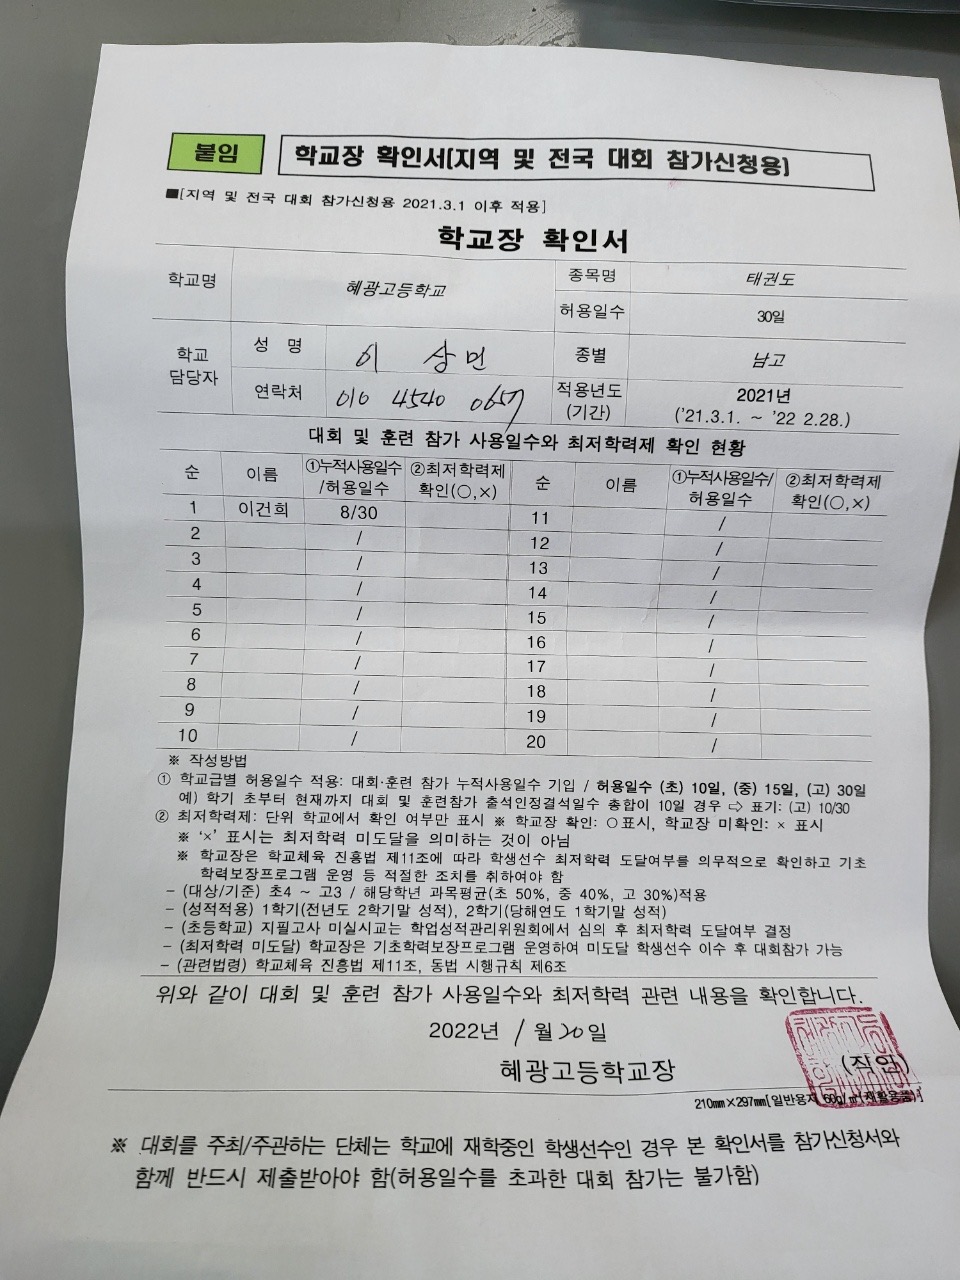 붙임
학교장 확인서(지역 및 전국 대회 참가신청용)
■[지역 및 전국 대회 참가신청용 2021.3.1 이후 적용]
학교장 확인서
학교명 혜광고등학교 종목명 태권도
허용일수 30일
학교 담당자 성 명 이 상민 종별 남고
연락처 010 4540 0657 적용년도 (기간) 2021년 ('21.3.1. ~ '22 2.28.)
대회 및 훈련 참가 사용일수와 최저학력제 확인 현황
순 이름 ①누적사용일수/허용일수 ②최저학력제 확인(○,×) 순 이름 ①누적사용일수/허용일수 ②최저학력제 확인(○,×)
1 이건희 8/30 11 /
2 / 12 /
3 / 13 /
4 / 14 /
5 / 15 /
6 / 16 /
7 / 17 /
8 / 18 /
9 / 19 /
10 / 20 /
※ 작성방법
① 학교급별 허용일수 적용: 대회·훈련 참가 누적사용일수 기입 / 허용일수 (초) 10일, (중) 15일, (고) 30일
예) 학기 초부터 현재까지 대회 및 훈련참가 출석인정결석일수 총합이 10일 경우 ⇨ 표기: (고) 10/30
② 최저학력제: 단위 학교에서 확인 여부만 표시 ※ 학교장 확인: ○표시, 학교장 미확인: × 표시
※ '×' 표시는 최저학력 미도달을 의미하는 것이 아님
※ 학교장은 학교체육 진흥법 제11조에 따라 학생선수 최저학력 도달여부를 의무적으로 확인하고 기초
학력보장프로그램 운영 등 적절한 조치를 취하여야 함
- (대상/기준) 초4 ~ 고3 / 해당학년 과목평균(초 50%, 중 40%, 고 30%)적용
- (성적적용) 1학기(전년도 2학기말 성적), 2학기(당해연도 1학기말 성적)
- (초등학교) 지필고사 미실시교는 학업성적관리위원회에서 심의 후 최저학력 도달여부 결정
- (최저학력 미도달) 학교장은 기초학력보장프로그램 운영하여 미도달 학생선수 이수 후 대회참가 가능
- (관련법령) 학교체육 진흥법 제11조, 동법 시행규칙 제6조
위와 같이 대회 및 훈련 참가 사용일수와 최저학력 관련 내용을 확인합니다.
2022년 1월 20일
혜광고등학교장 (직인)
210mm×297mm[일반용지 60g/㎡(재활용품)]
※ 대회를 주최/주관하는 단체는 학교에 재학중인 학생선수인 경우 본 확인서를 참가신청서와
함께 반드시 제출받아야 함(허용일수를 초과한 대회 참가는 불가함)